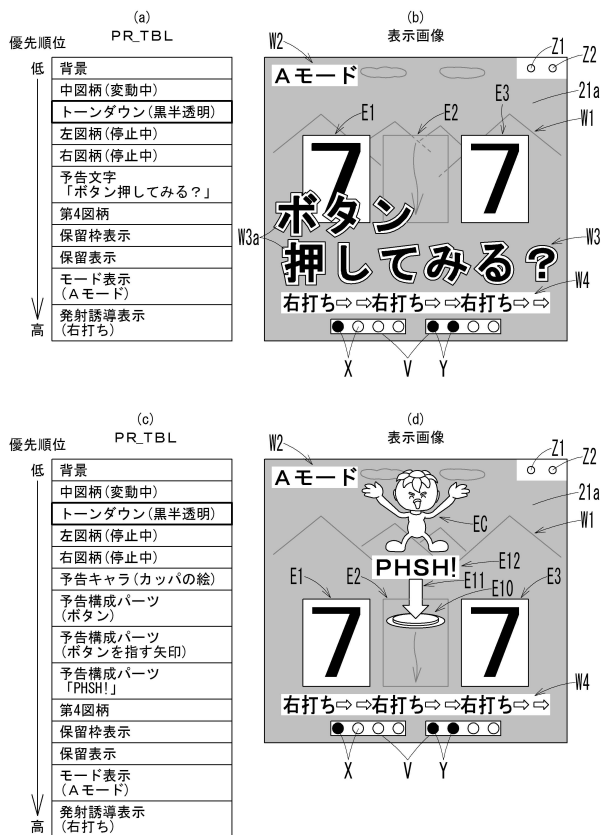 (a)
優先順位 PR_TBL
低
背景
中図柄(変動中)
トーンダウン(黒半透明)
左図柄(停止中)
右図柄(停止中)
予告文字
「ボタン押してみる?」
第4図柄
保留枠表示
保留表示
モード表示
(Aモード)
発射誘導表示
(右打ち)
高
(b)
表示画像
W2
Z1
Z2
Aモード
21a
E1
E2
E3
W1
7
7
ボタン
押してみる?
W3a
W3
W4
右打ち⇨ ⇨右打ち⇨ ⇨右打ち⇨ ⇨
X
V
Y
(c)
優先順位 PR_TBL
低
背景
中図柄(変動中)
トーンダウン(黒半透明)
左図柄(停止中)
右図柄(停止中)
予告キャラ(カッパの絵)
予告構成パーツ
(ボタン)
予告構成パーツ
(ボタンを指す矢印)
予告構成パーツ
「PHSH!」
第4図柄
保留枠表示
保留表示
モード表示
(Aモード)
発射誘導表示
(右打ち)
高
(d)
表示画像
W2
Z1
Z2
Aモード
21a
EC
W1
PHSH!
E12
E1
E2
E11
E10
E3
7
7
W4
右打ち⇨ ⇨右打ち⇨ ⇨右打ち⇨ ⇨
X
V
Y